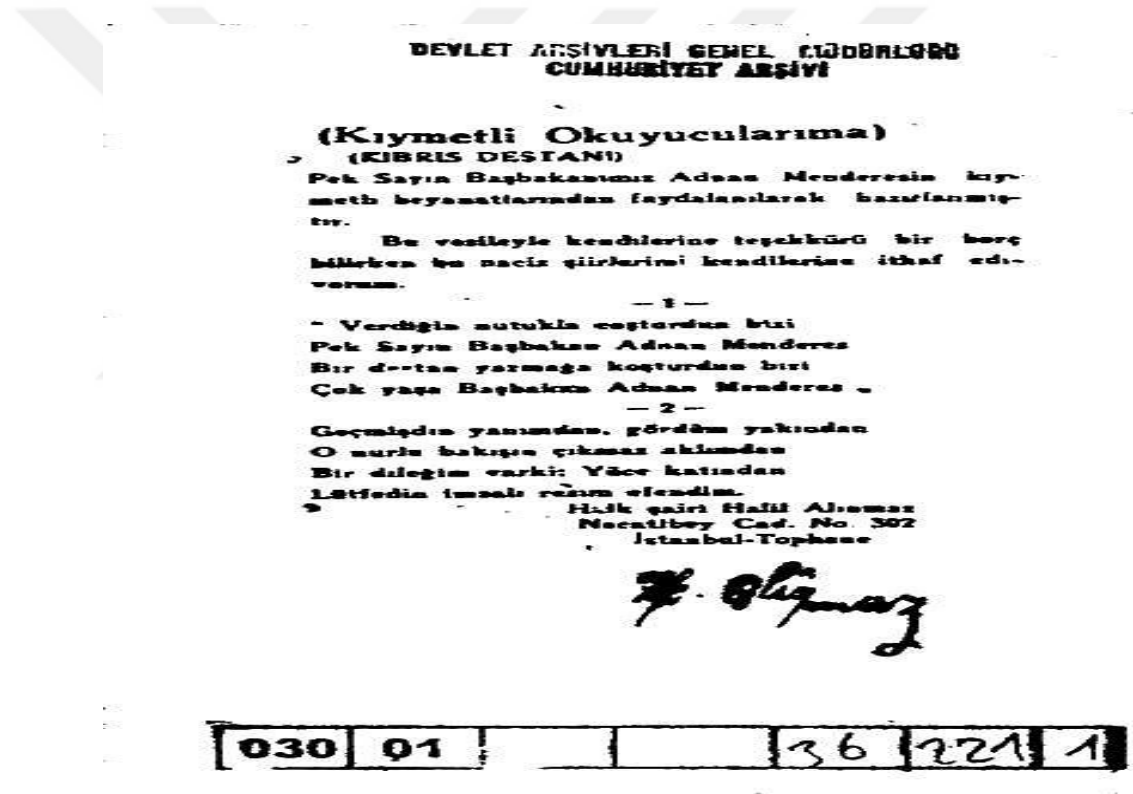 DEVLET ARŞİVLERİ GENEL MÜDÜRLÜĞÜ
CUMHURİYET ARŞİVİ
(Kıymetli Okuyucularıma)
(KIBRIS DESTANI)
Pek Sayın Başbakanımız Adnan Menderesin kıy-
metli beyanatlarından faydalanılarak hazırlanmış-
tır.
Bu vesileyle kendilerine teşekkürü bir borç
bilirken bu naciz şiirlerimi kendilerine ithaf edi-
yorum.
— 1 —
Verdiğin nutukla coşturdun bizi
Pek Sayın Başbakan Adnan Menderes
Bir destan yazmağa koşturdun bizi
Çok yaşa Başbakan Adnan Menderes
— 2 —
Geçmişdin yanımdan, gördüm yakından
O nurlu bakışın çıkmaz aklımdan
Bir dileğim varki: Yüce katından
Lütfedin imzalı resim efendim.
Halk şairi Halil
Necatibey Cad. No. 302
İstanbul-Tophane
030 01 36 221 1